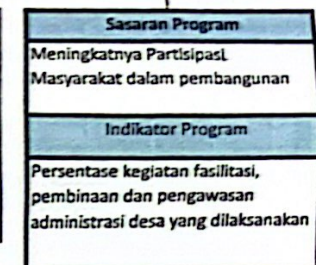 Sasaran Program
Meningkatnya Partisipasi
Masyarakat dalam pembangunan
Indikator Program
Persentase kegiatan fasilitasi,
pembinaan dan pengawasan
administrasi desa yang dilaksanakan